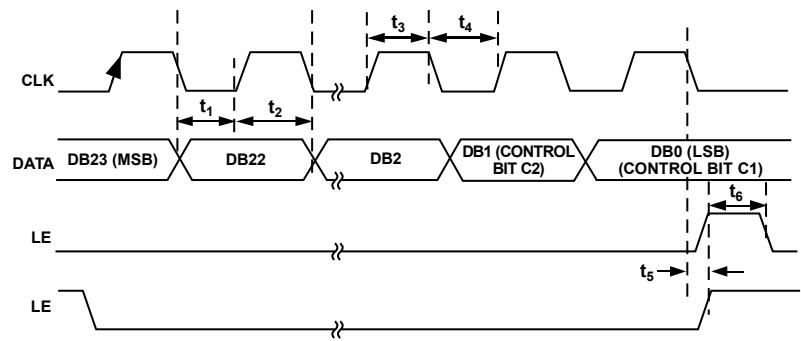 t3 t4
CLK
t1 t2
DATA DB23 (MSB) DB22 DB2 DB1 (CONTROL BIT C2) DB0 (LSB) (CONTROL BIT C1)
t6
LE
t5
LE